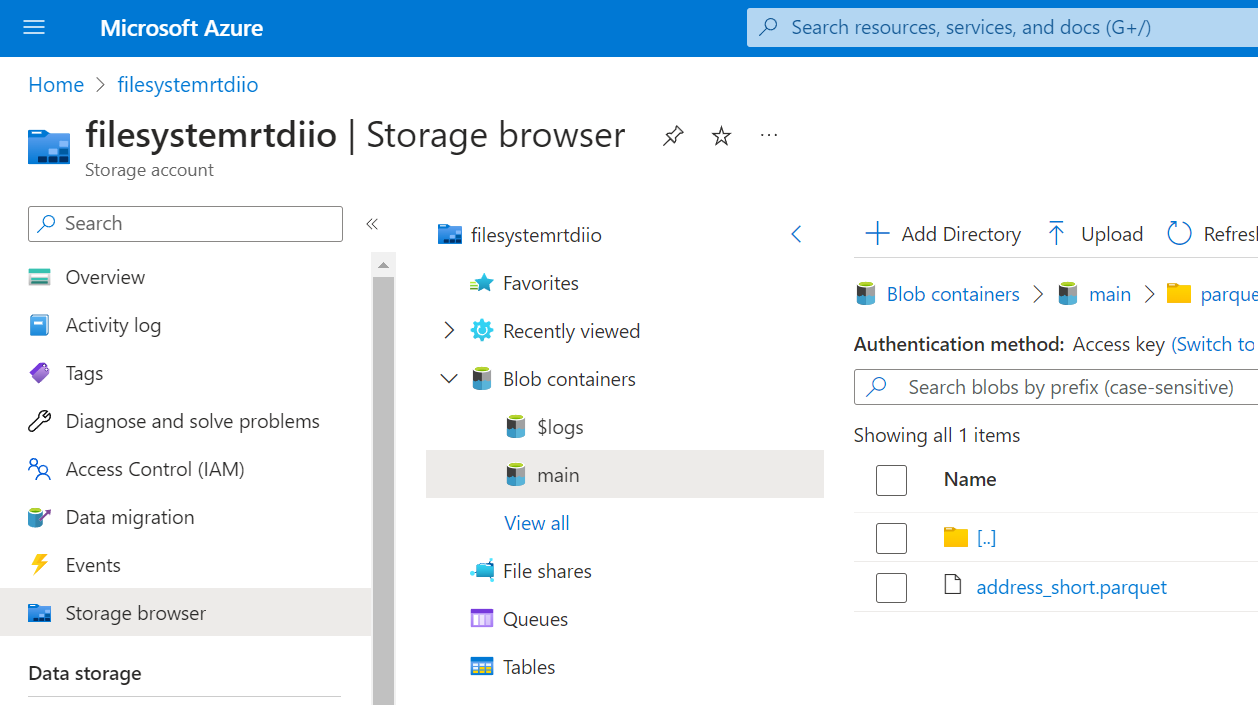 Microsoft Azure
Search resources, services, and docs (G+/)
Home > filesystemrtdiio
filesystemrtdiio | Storage browser
Storage account
Search
Overview
Activity log
Tags
Diagnose and solve problems
Access Control (IAM)
Data migration
Events
Storage browser
Data storage
filesystemrtdiio
Favorites
Recently viewed
Blob containers
$logs
main
View all
File shares
Queues
Tables
Add Directory Upload Refresh
Blob containers > main > parque
Authentication method: Access key (Switch to
Search blobs by prefix (case-sensitive)
Showing all 1 items
Name
[..]
address_short.parquet